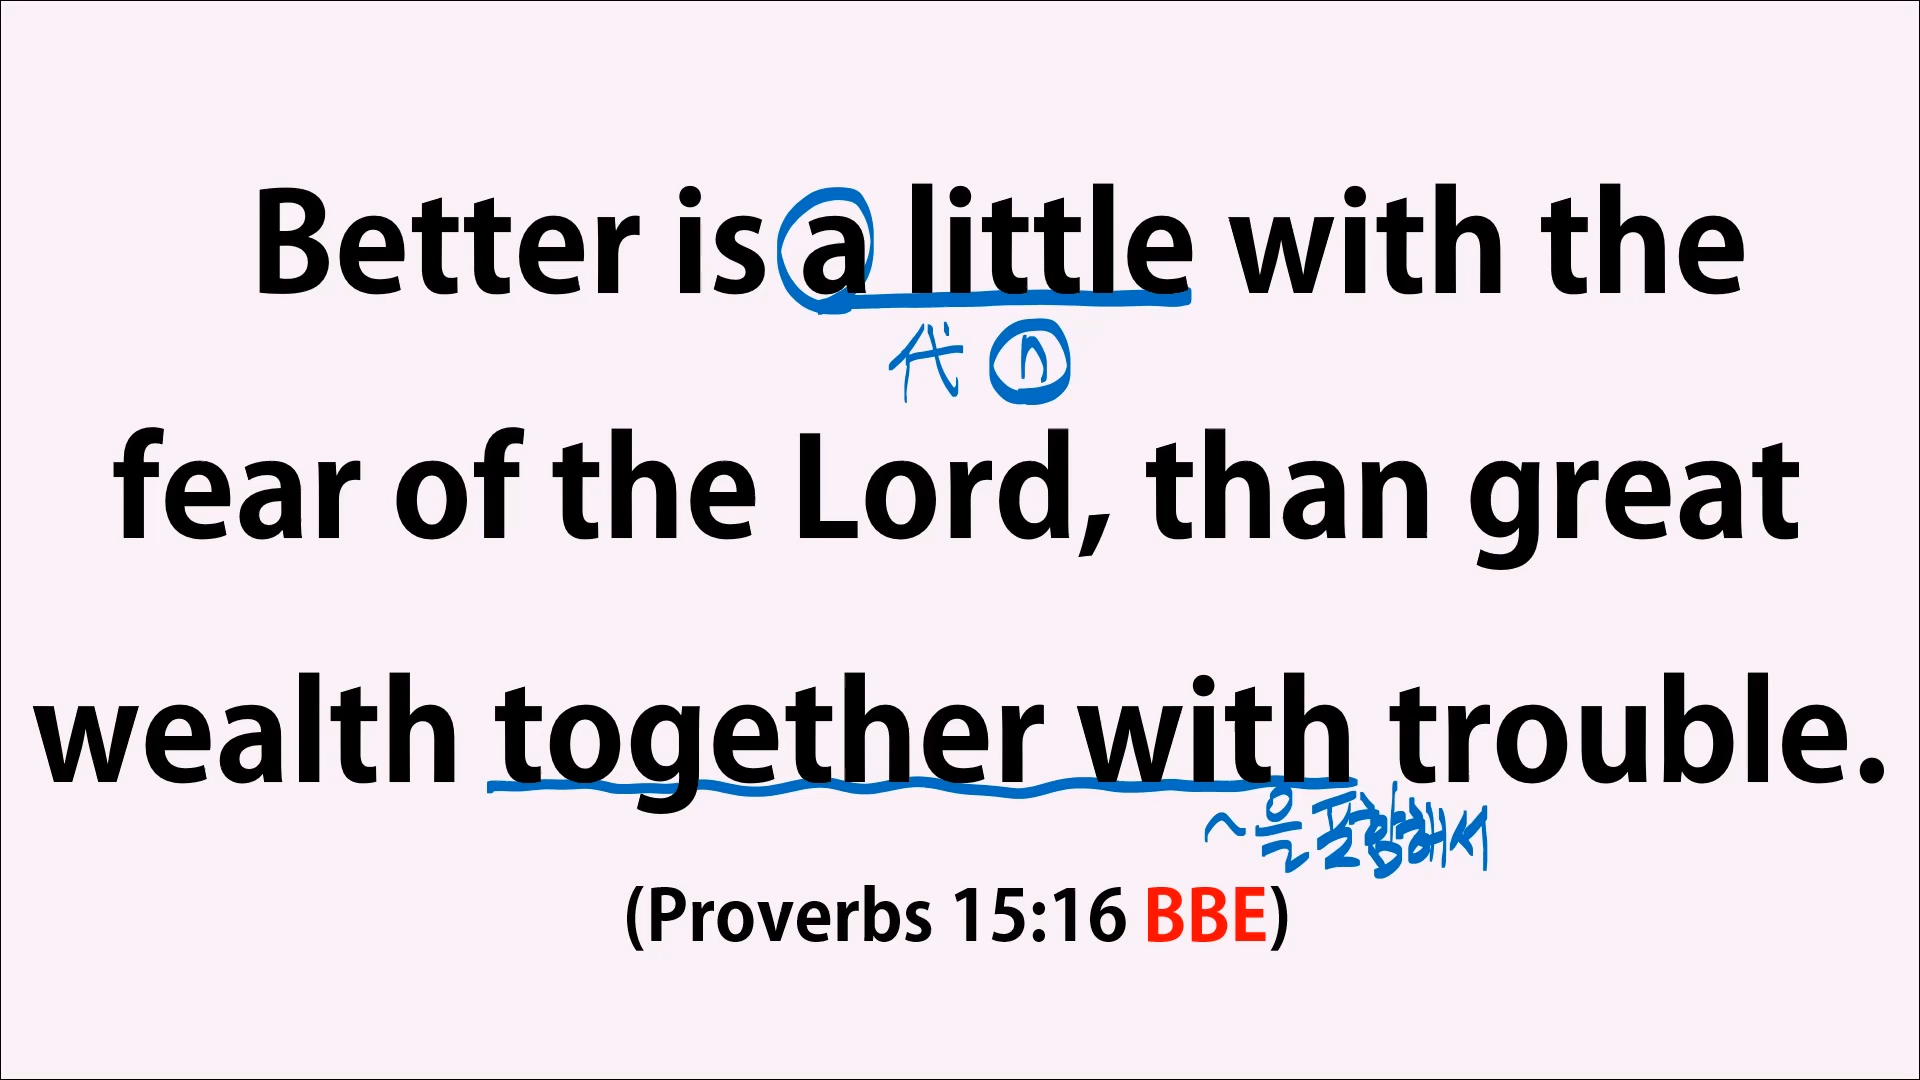 Better is a little with the
代 n
fear of the Lord, than great
wealth together with trouble.
~을 포함해서
(Proverbs 15:16 BBE)